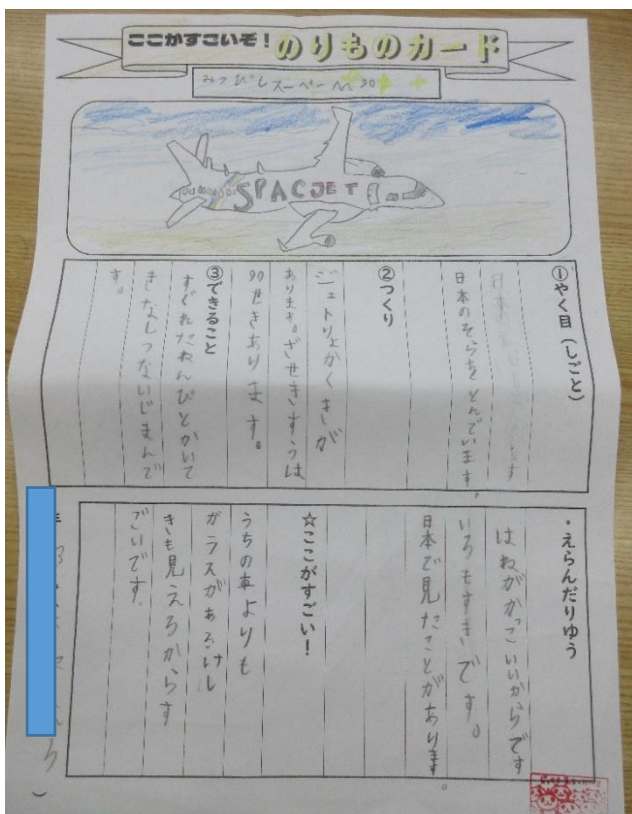 ここがすごいぞ!のりものカード
みつびしスーペー M90
SPACJET
①やく目(しごと)
日本のそらをとんでいます。
②つくり
ジェットりょかくきが
あります。ざせきすうは
90せきあります。
③できること
すぐれたねんぴとかいて
きなしつないじまんで
す。
・えらんだりゆう
はねがかっこいいからです
いろもすきです。
日本で見たことがあります。
☆ここがすごい!
うちの車よりも
ガラスがあるけし
きも見えるからす
ごいです。